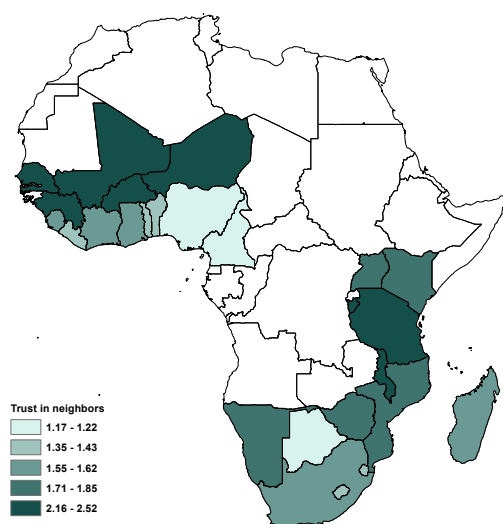 Trust in neighbors
1.17 - 1.22
1.35 - 1.43
1.55 - 1.62
1.71 - 1.85
2.16 - 2.52